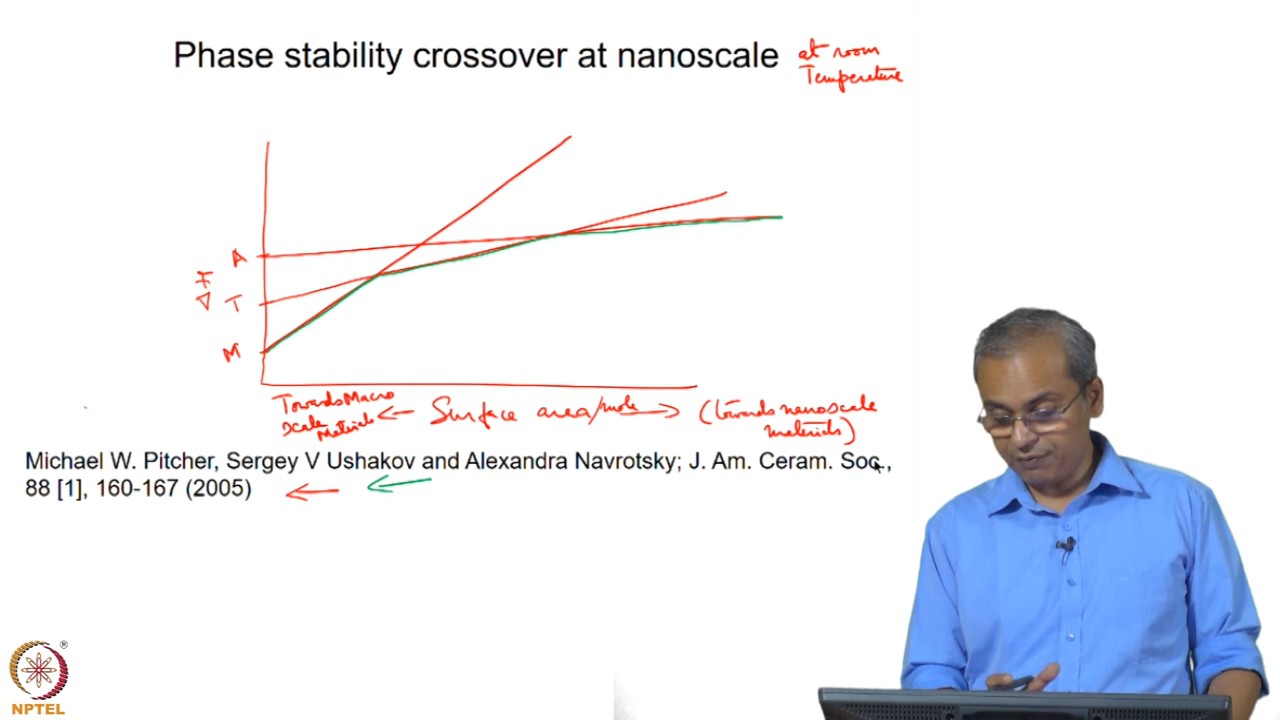 Phase stability crossover at nanoscale at room
Temperature
A
T
M
Towards Macro
scale
Materials
Surface area/mole
(towards nanoscale
materials)
Michael W. Pitcher, Sergey V Ushakov and Alexandra Navrotsky; J. Am. Ceram. Soc.,
88 [1], 160-167 (2005)
®
NPTEL